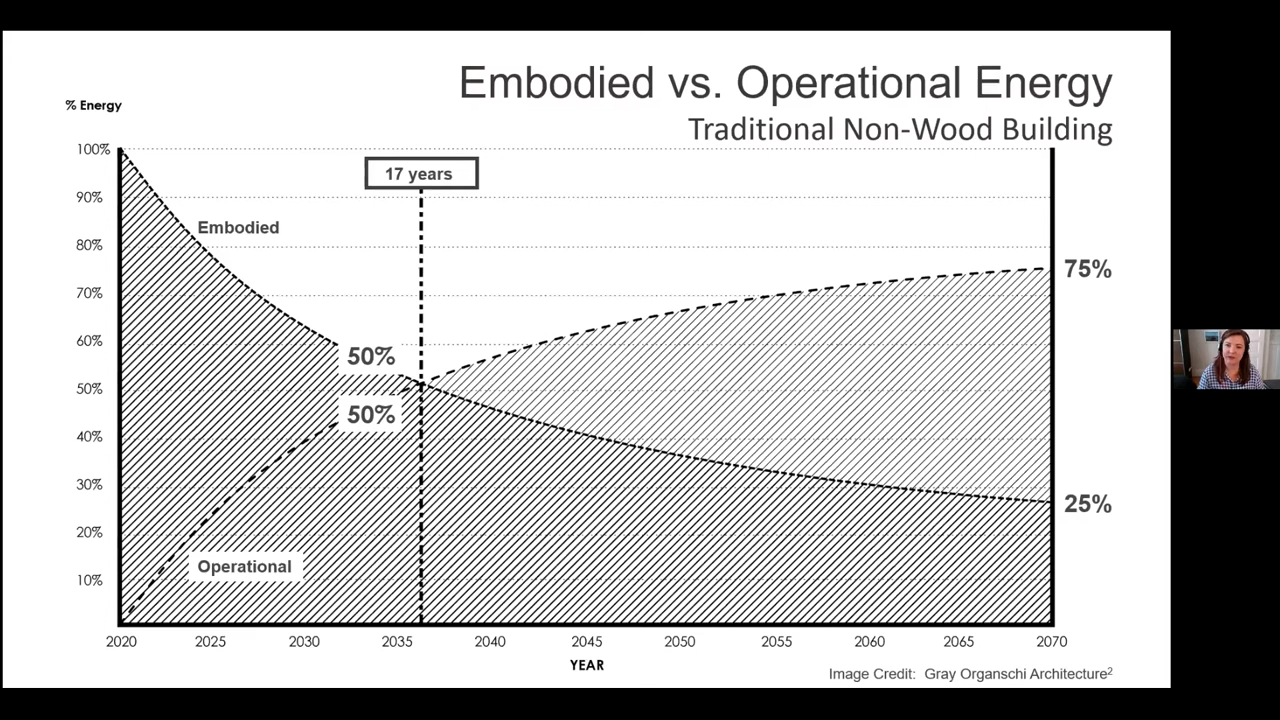 Embodied vs. Operational Energy
Traditional Non-Wood Building
% Energy
100%
90%
80%
70%
60%
50%
40%
30%
20%
10%
17 years
Embodied
50%
50%
Operational
75%
25%
2020 2025 2030 2035 2040 2045 2050 2055 2060 2065 2070
YEAR
Image Credit: Gray Organschi Architecture²